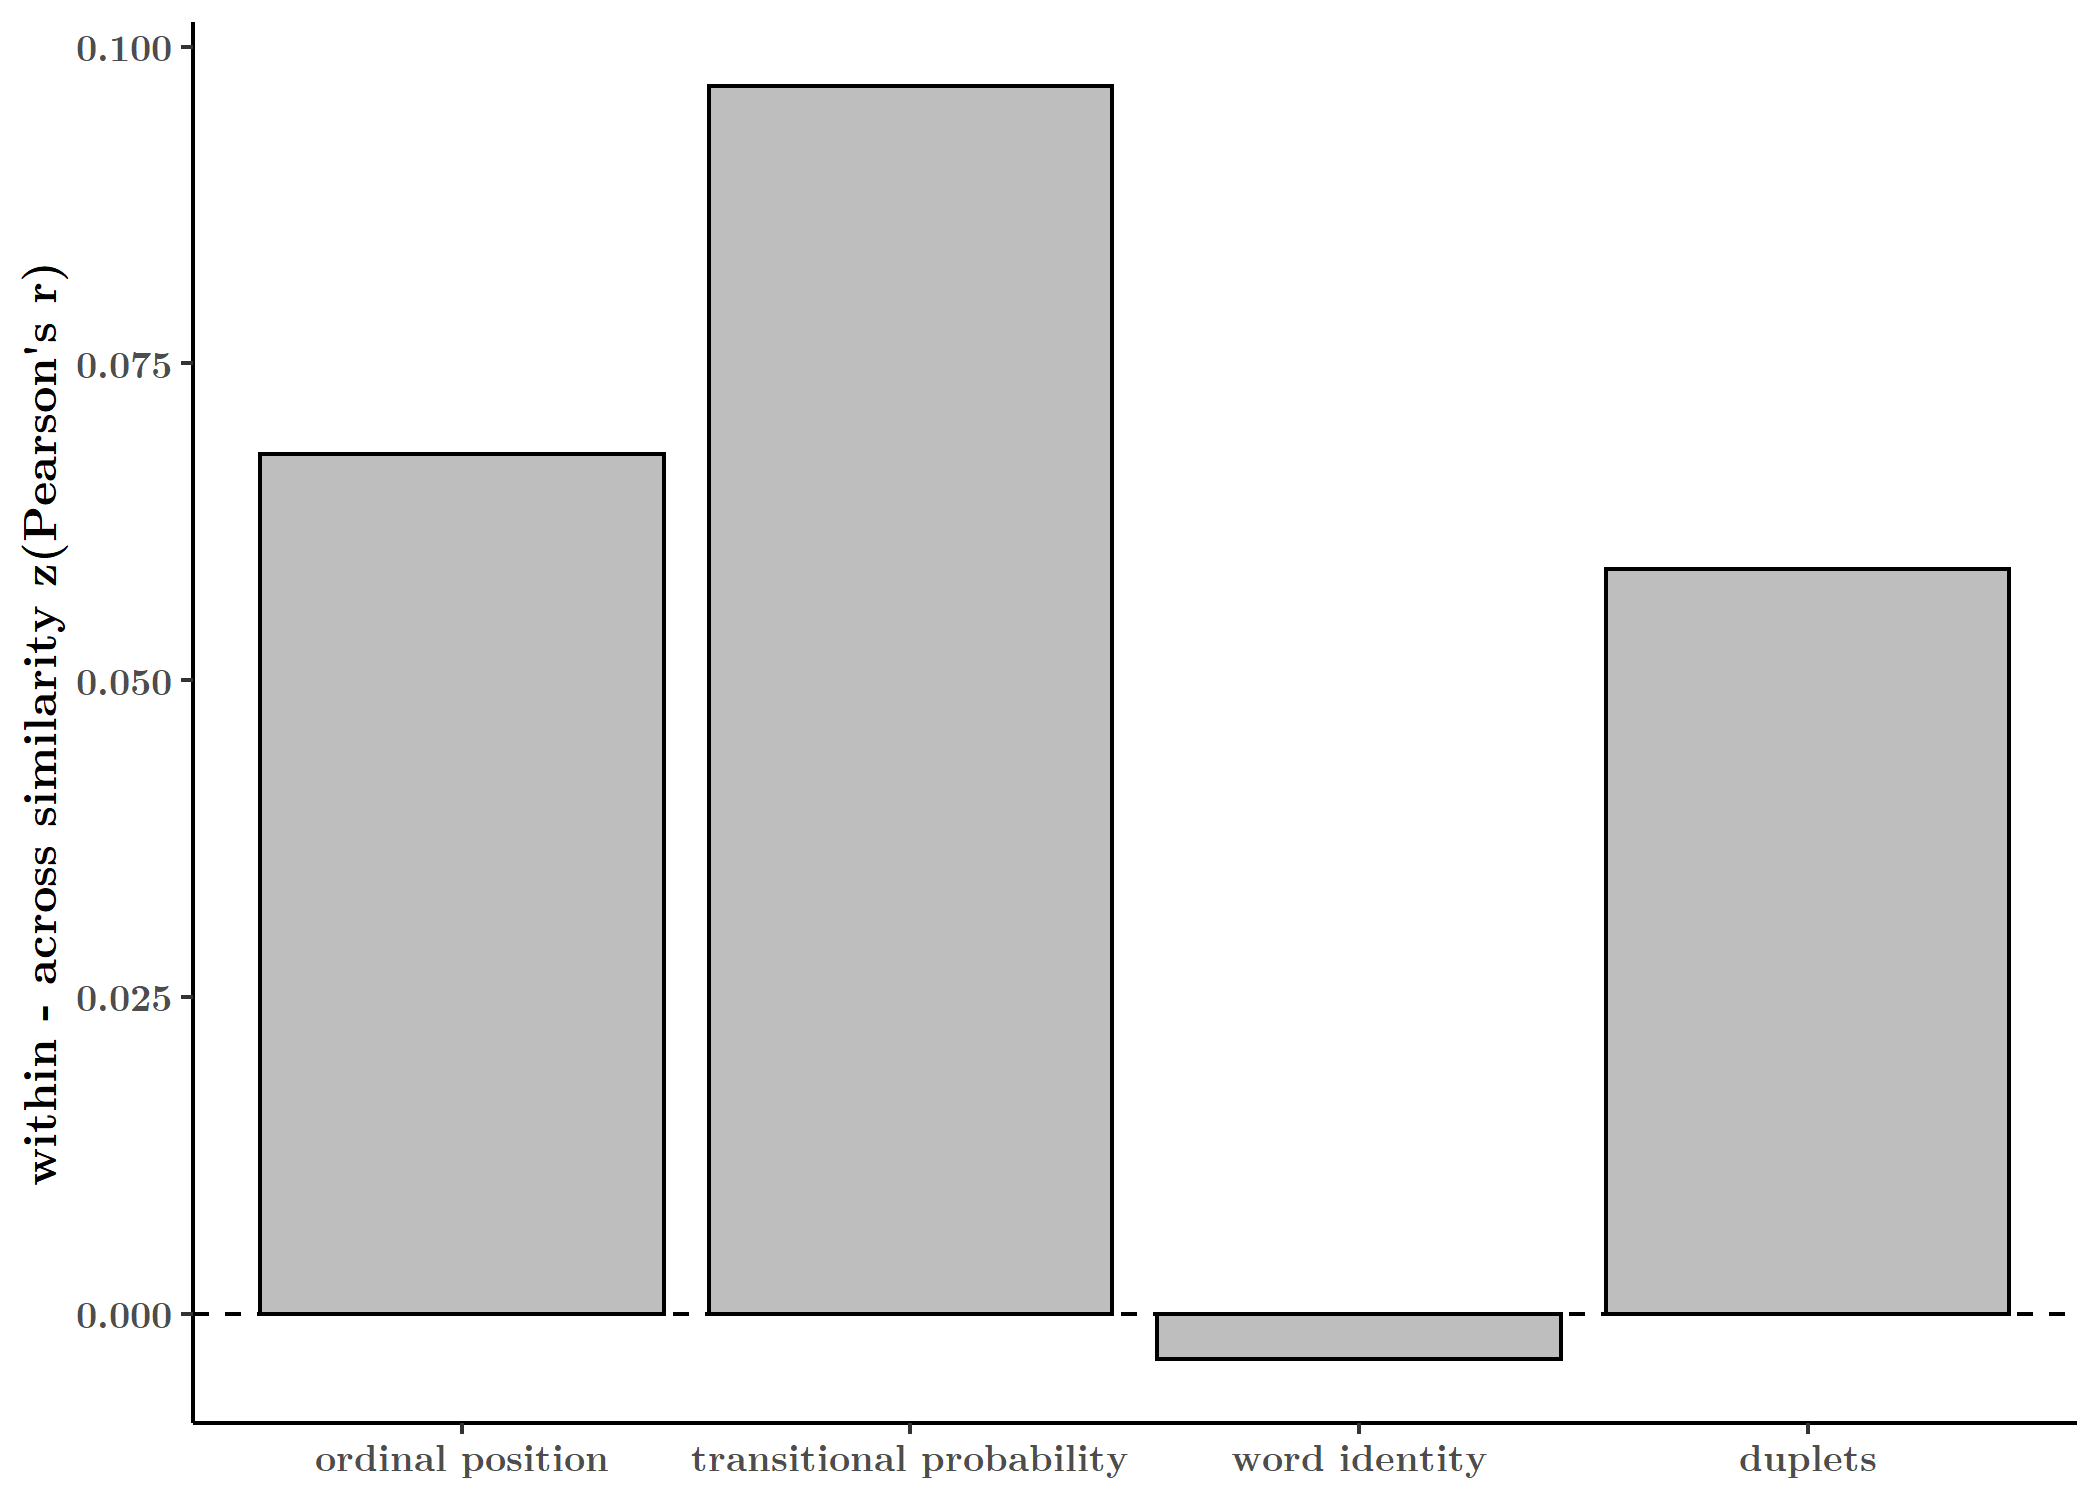 within - across similarity z(Pearson's r)
0.100
0.075
0.050
0.025
0.000
ordinal position
transitional probability
word identity
duplets